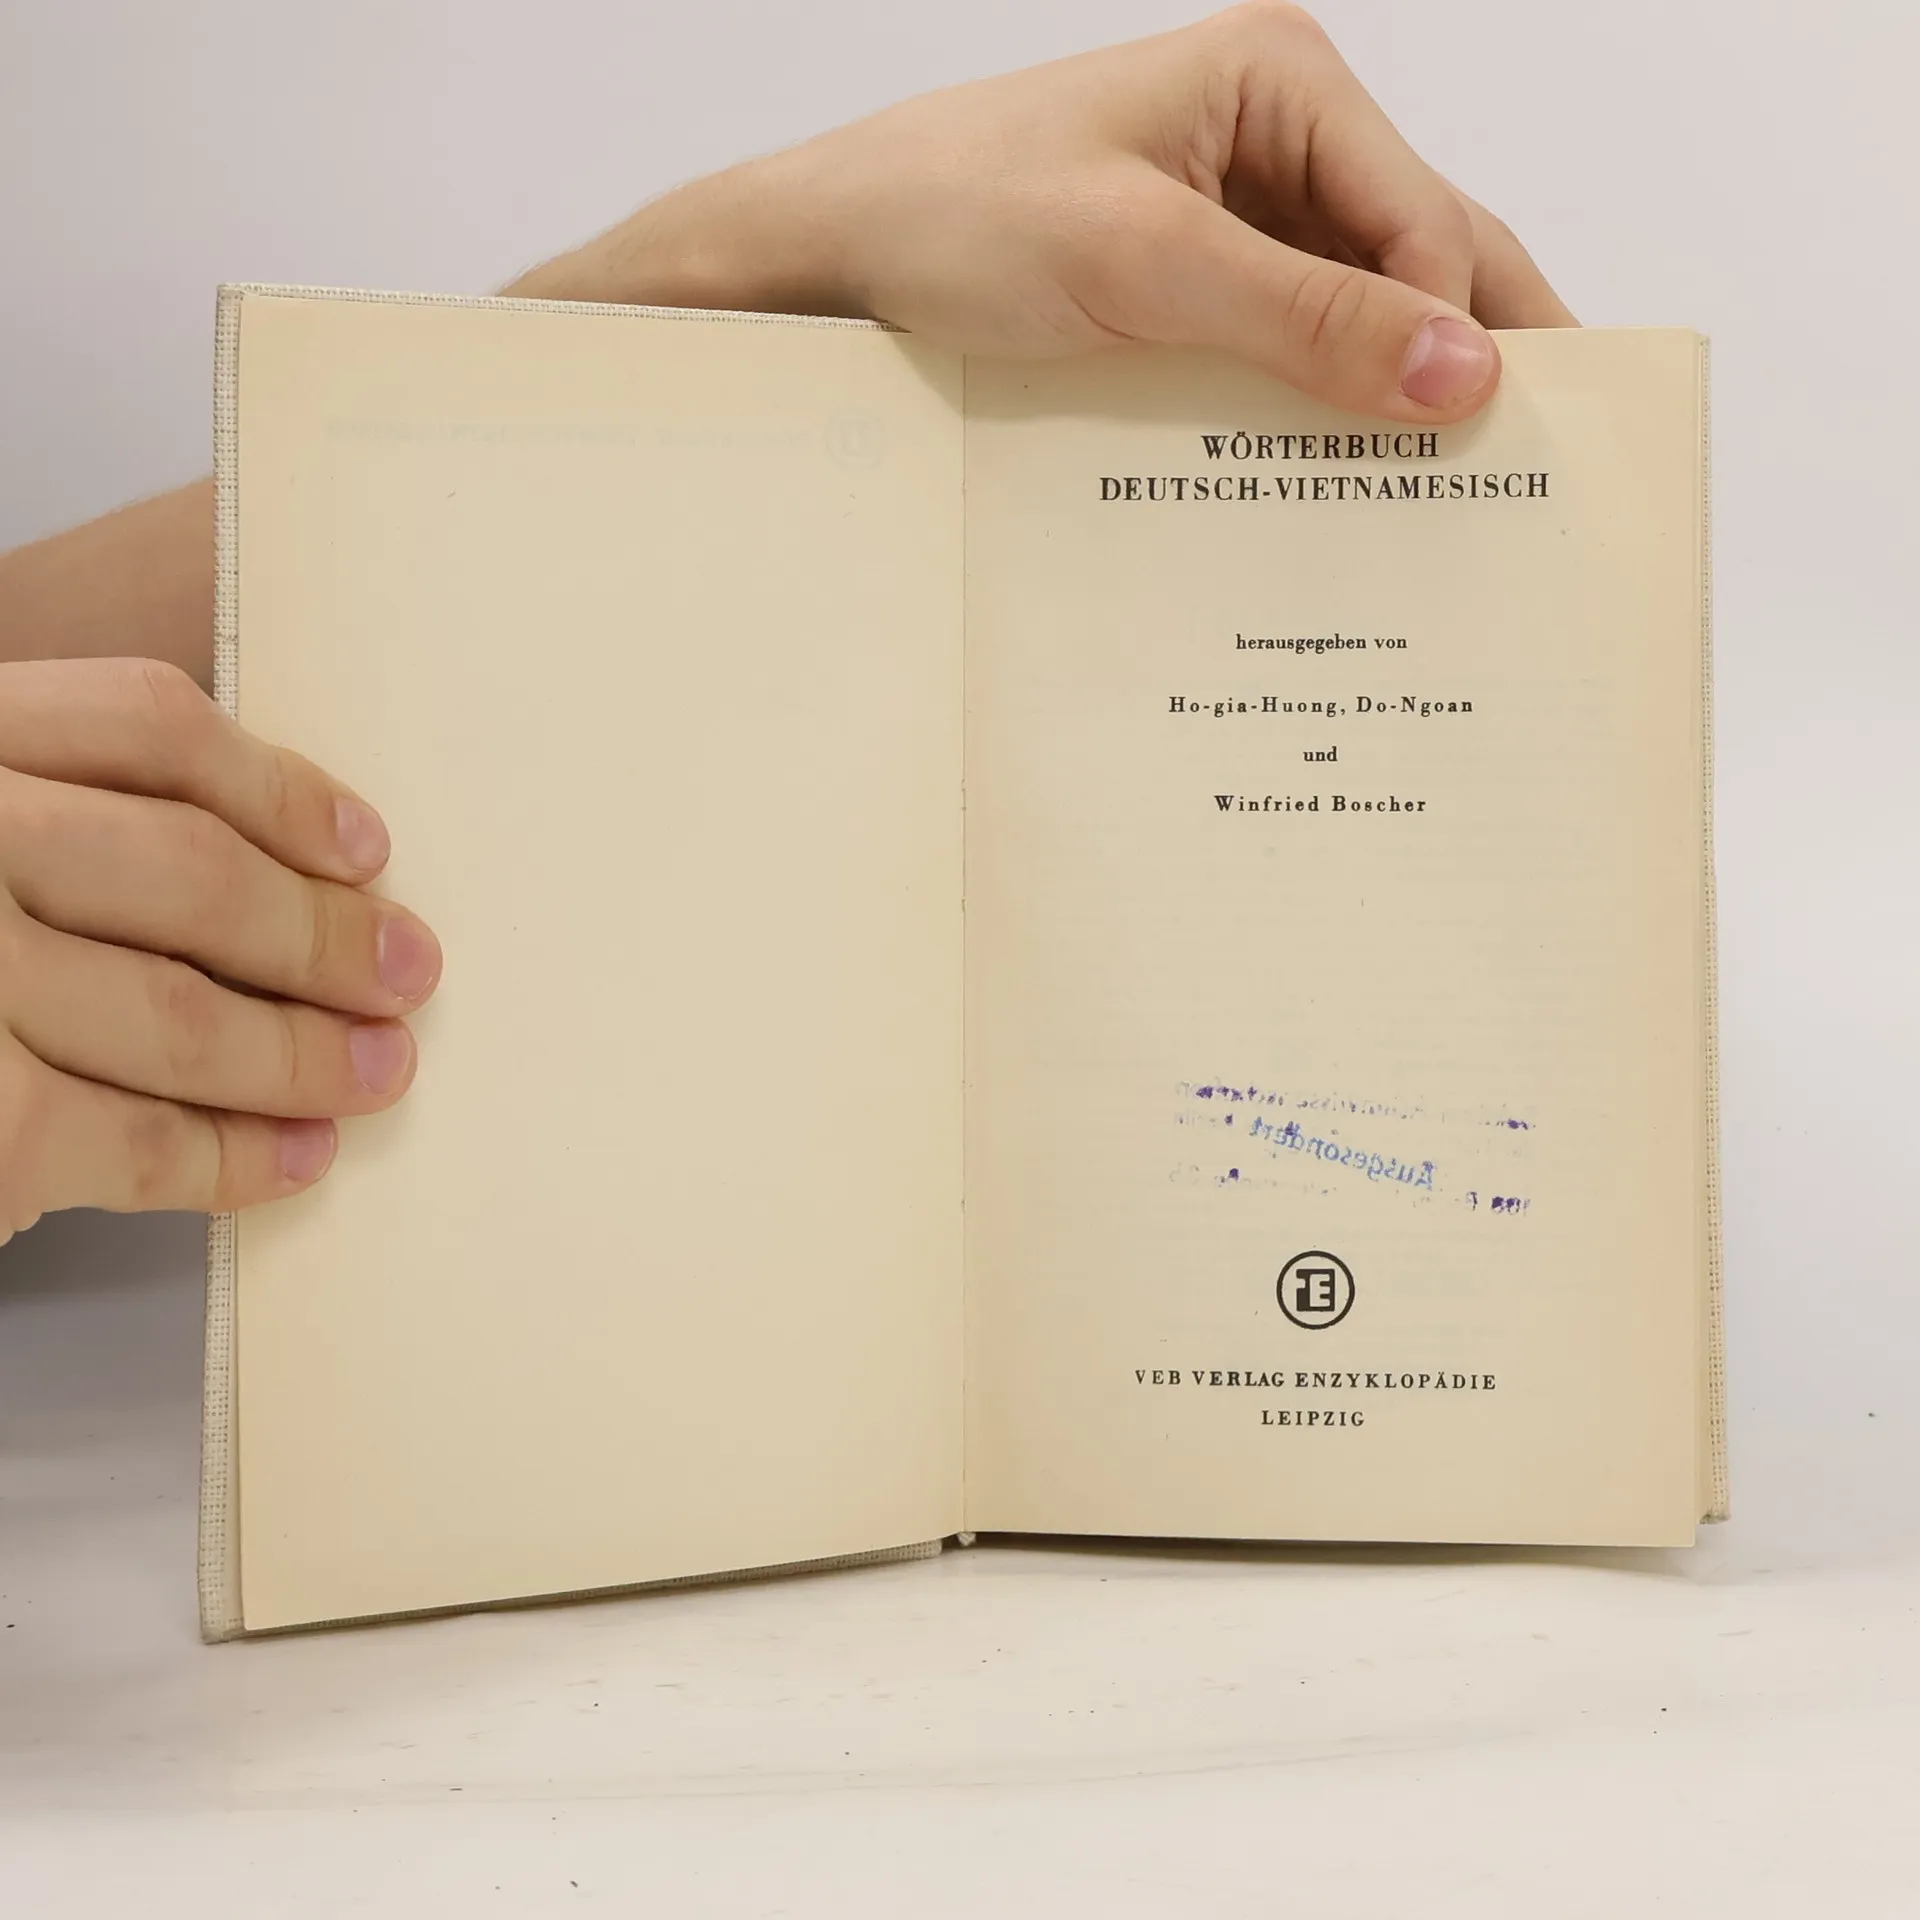 WÖRTERBUCH
DEUTSCH-VIETNAMESISCH
herausgegeben von
Ho-gia-Huong, Do-Ngoan
und
Winfried Boscher
Ausgesondert
VEB VERLAG ENZYKLOPÄDIE
LEIPZIG